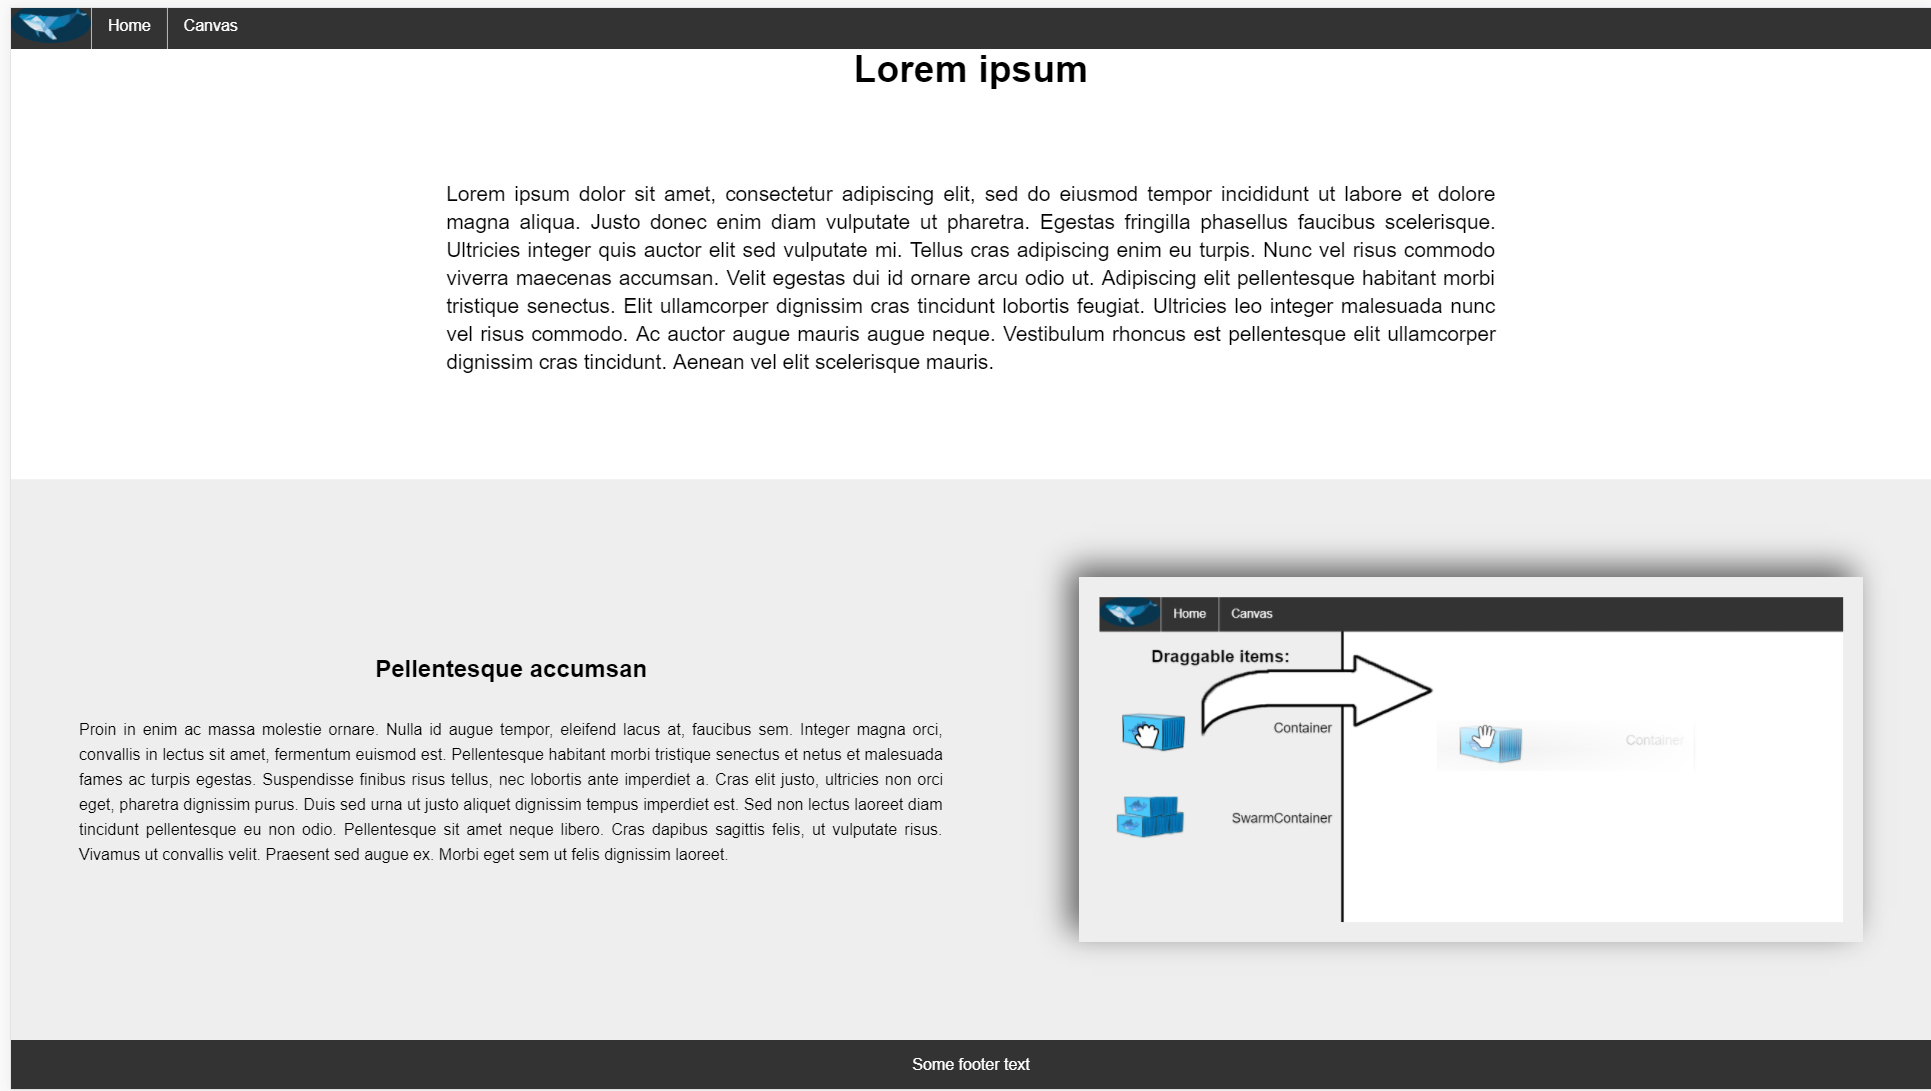 Home Canvas
Lorem ipsum
Lorem ipsum dolor sit amet, consectetur adipiscing elit, sed do eiusmod tempor incididunt ut labore et dolore
magna aliqua. Justo donec enim diam vulputate ut pharetra. Egestas fringilla phasellus faucibus scelerisque.
Ultricies integer quis auctor elit sed vulputate mi. Tellus cras adipiscing enim eu turpis. Nunc vel risus commodo
viverra maecenas accumsan. Velit egestas dui id ornare arcu odio ut. Adipiscing elit pellentesque habitant morbi
tristique senectus. Elit ullamcorper dignissim cras tincidunt lobortis feugiat. Ultricies leo integer malesuada nunc
vel risus commodo. Ac auctor augue mauris augue neque. Vestibulum rhoncus est pellentesque elit ullamcorper
dignissim cras tincidunt. Aenean vel elit scelerisque mauris.
Pellentesque accumsan
Proin in enim ac massa molestie ornare. Nulla id augue tempor, eleifend lacus at, faucibus sem. Integer magna orci,
convallis in lectus sit amet, fermentum euismod est. Pellentesque habitant morbi tristique senectus et netus et malesuada
fames ac turpis egestas. Suspendisse finibus risus tellus, nec lobortis ante imperdiet a. Cras elit justo, ultricies non orci
eget, pharetra dignissim purus. Duis sed urna ut justo aliquet dignissim tempus imperdiet est. Sed non lectus laoreet diam
tincidunt pellentesque eu non odio. Pellentesque sit amet neque libero. Cras dapibus sagittis felis, ut vulputate risus.
Vivamus ut convallis velit. Praesent sed augue ex. Morbi eget sem ut felis dignissim laoreet.
Home Canvas
Draggable items:
Container
Container
SwarmContainer
Some footer text